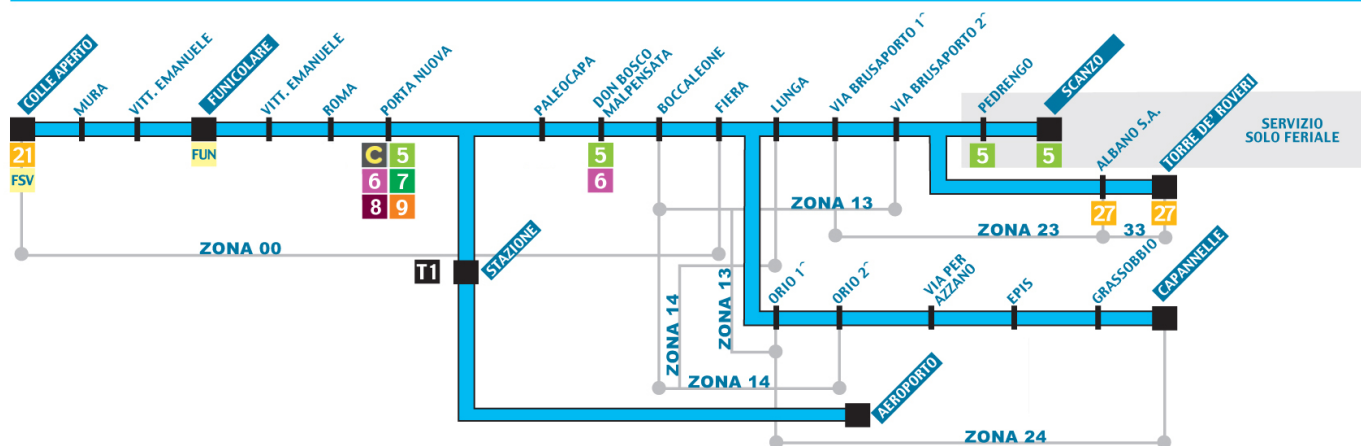 COLLE APERTO
MURA
VITT. EMANUELE
FUNICOLARE
VITT. EMANUELE
ROMA
PORTA NUOVA
PALEOCAPA
DON BOSCO
MALPENSATA
BOCCALEONE
FIERA
LUNGA
VIA BRUSAPORTO 1^
VIA BRUSAPORTO 2^
PEDRENGO
SCANZO
SERVIZIO
SOLO FERIALE
21
FSV
FUN
C 5
6 7
8 9
5
6
5
5
ALBANO S.A.
TORRE DE' ROVERI
27
27
ZONA 00
ZONA 13
ZONA 23
33
T1
STAZIONE
ZONA 14
ZONA 13
ORIO 1^
ORIO 2^
VIA PER
AZZANO
EPIS
GRASSOBBIO
CAPANNELLE
ZONA 14
AEROPORTO
ZONA 24